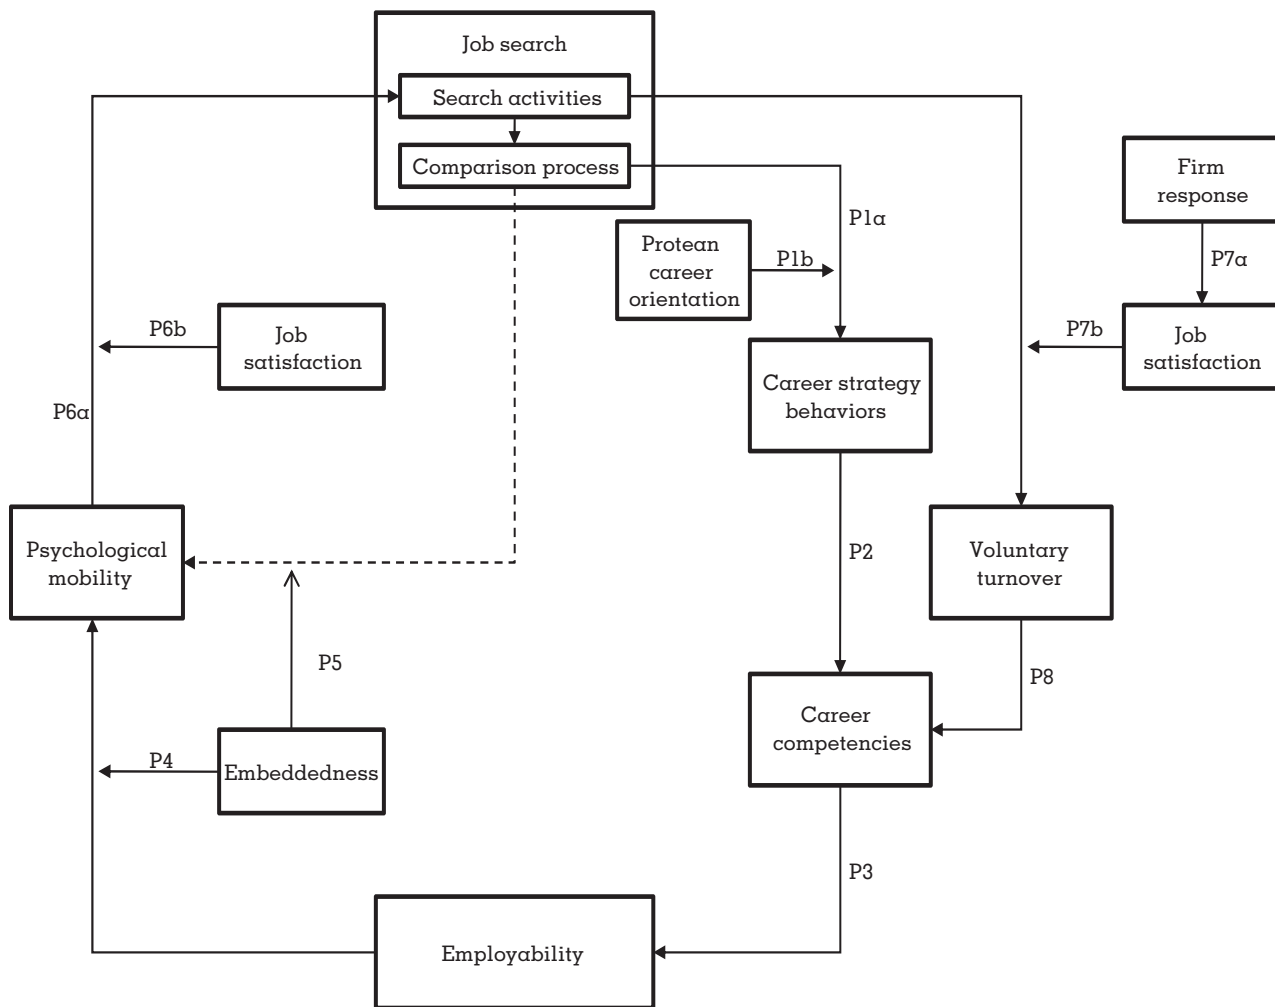 Job search
Search activities
Comparison process
Firm
response
P1a
Protean
career
orientation
P1b
P7a
P6b
Job
satisfaction
P7b
Job
satisfaction
Career strategy
behaviors
P6a
Psychological
mobility
P2
Voluntary
turnover
P5
P8
Career
competencies
P4
Embeddedness
P3
Employability